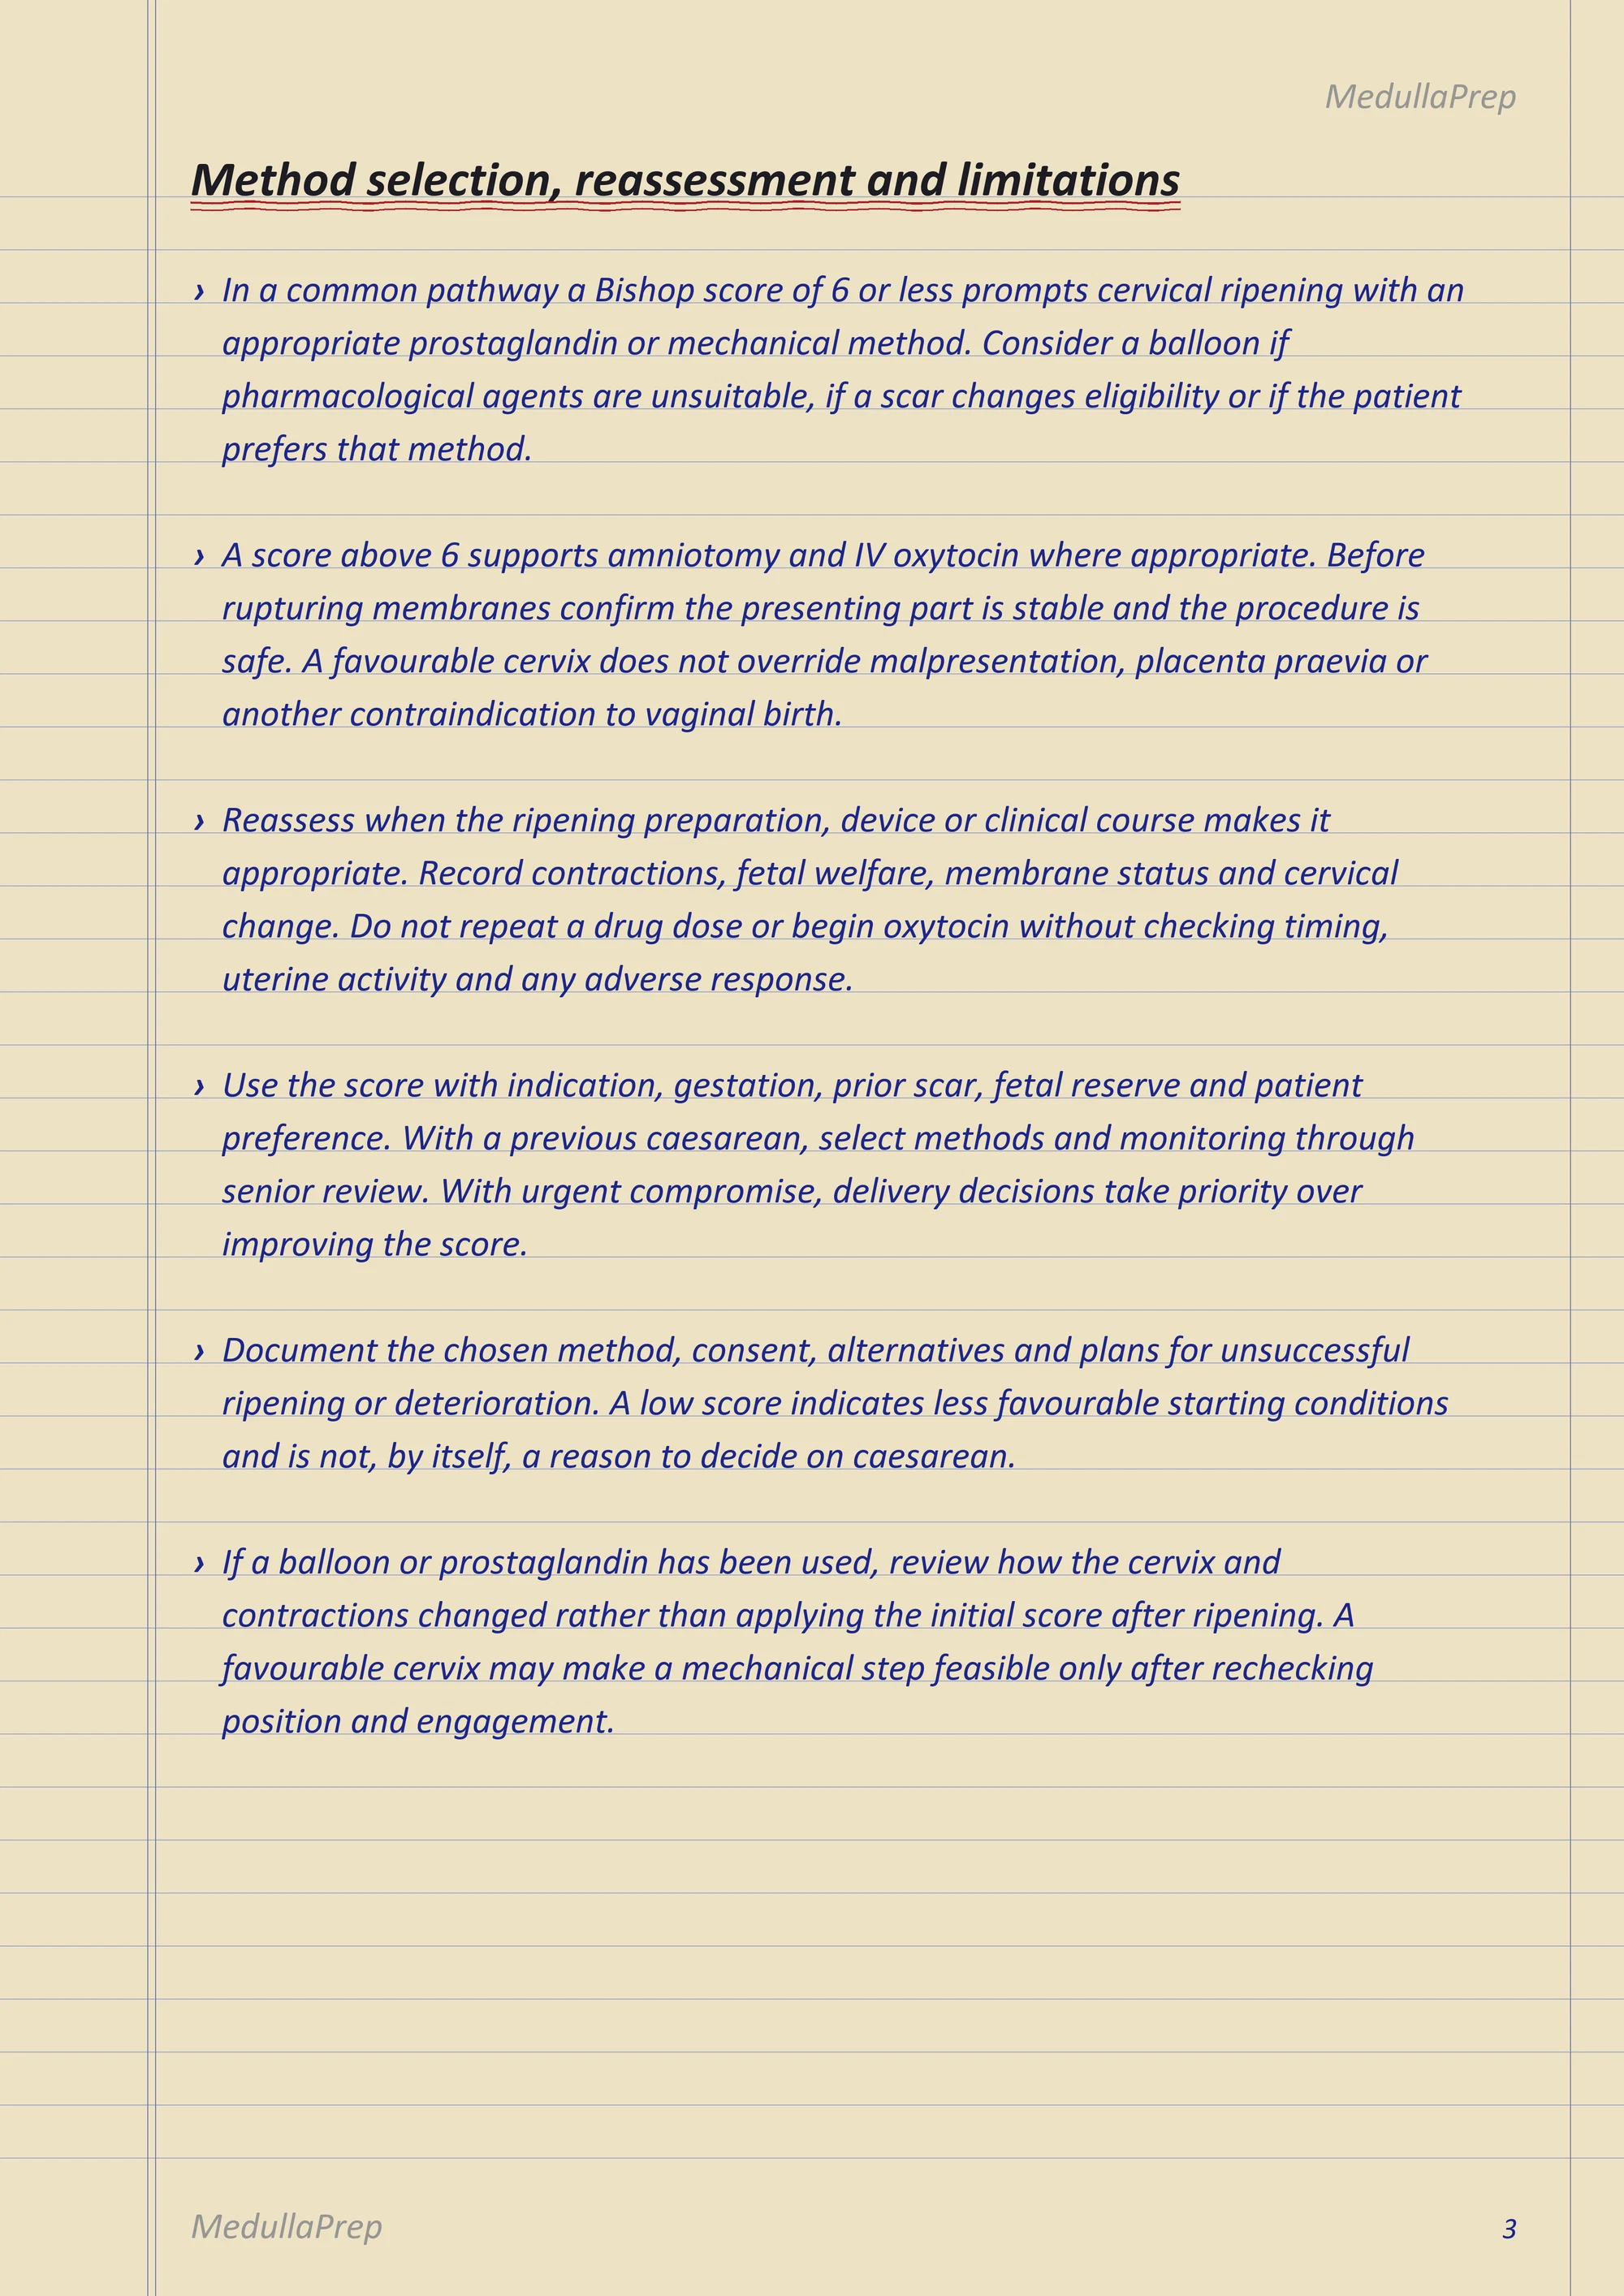 MedullaPrep
Method selection, reassessment and limitations
› In a common pathway a Bishop score of 6 or less prompts cervical ripening with an
appropriate prostaglandin or mechanical method. Consider a balloon if
pharmacological agents are unsuitable, if a scar changes eligibility or if the patient
prefers that method.
› A score above 6 supports amniotomy and IV oxytocin where appropriate. Before
rupturing membranes confirm the presenting part is stable and the procedure is
safe. A favourable cervix does not override malpresentation, placenta praevia or
another contraindication to vaginal birth.
› Reassess when the ripening preparation, device or clinical course makes it
appropriate. Record contractions, fetal welfare, membrane status and cervical
change. Do not repeat a drug dose or begin oxytocin without checking timing,
uterine activity and any adverse response.
› Use the score with indication, gestation, prior scar, fetal reserve and patient
preference. With a previous caesarean, select methods and monitoring through
senior review. With urgent compromise, delivery decisions take priority over
improving the score.
› Document the chosen method, consent, alternatives and plans for unsuccessful
ripening or deterioration. A low score indicates less favourable starting conditions
and is not, by itself, a reason to decide on caesarean.
› If a balloon or prostaglandin has been used, review how the cervix and
contractions changed rather than applying the initial score after ripening. A
favourable cervix may make a mechanical step feasible only after rechecking
position and engagement.
MedullaPrep
3